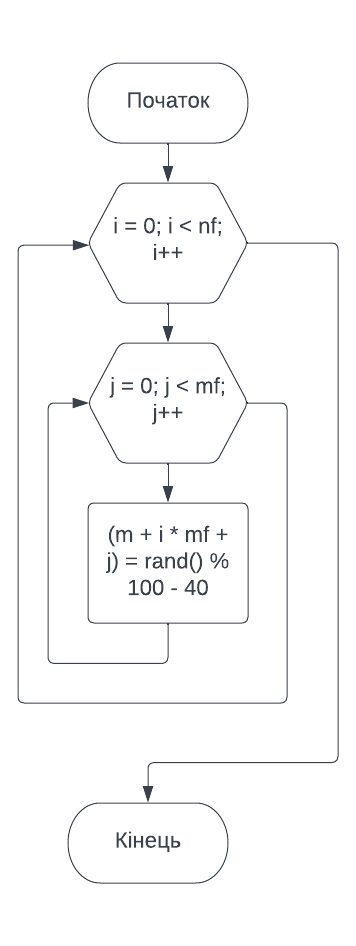 Початок
i = 0; i < nf;
i++
j = 0; j < mf;
j++
(m + i * mf +
j) = rand() %
100 - 40
Кінець